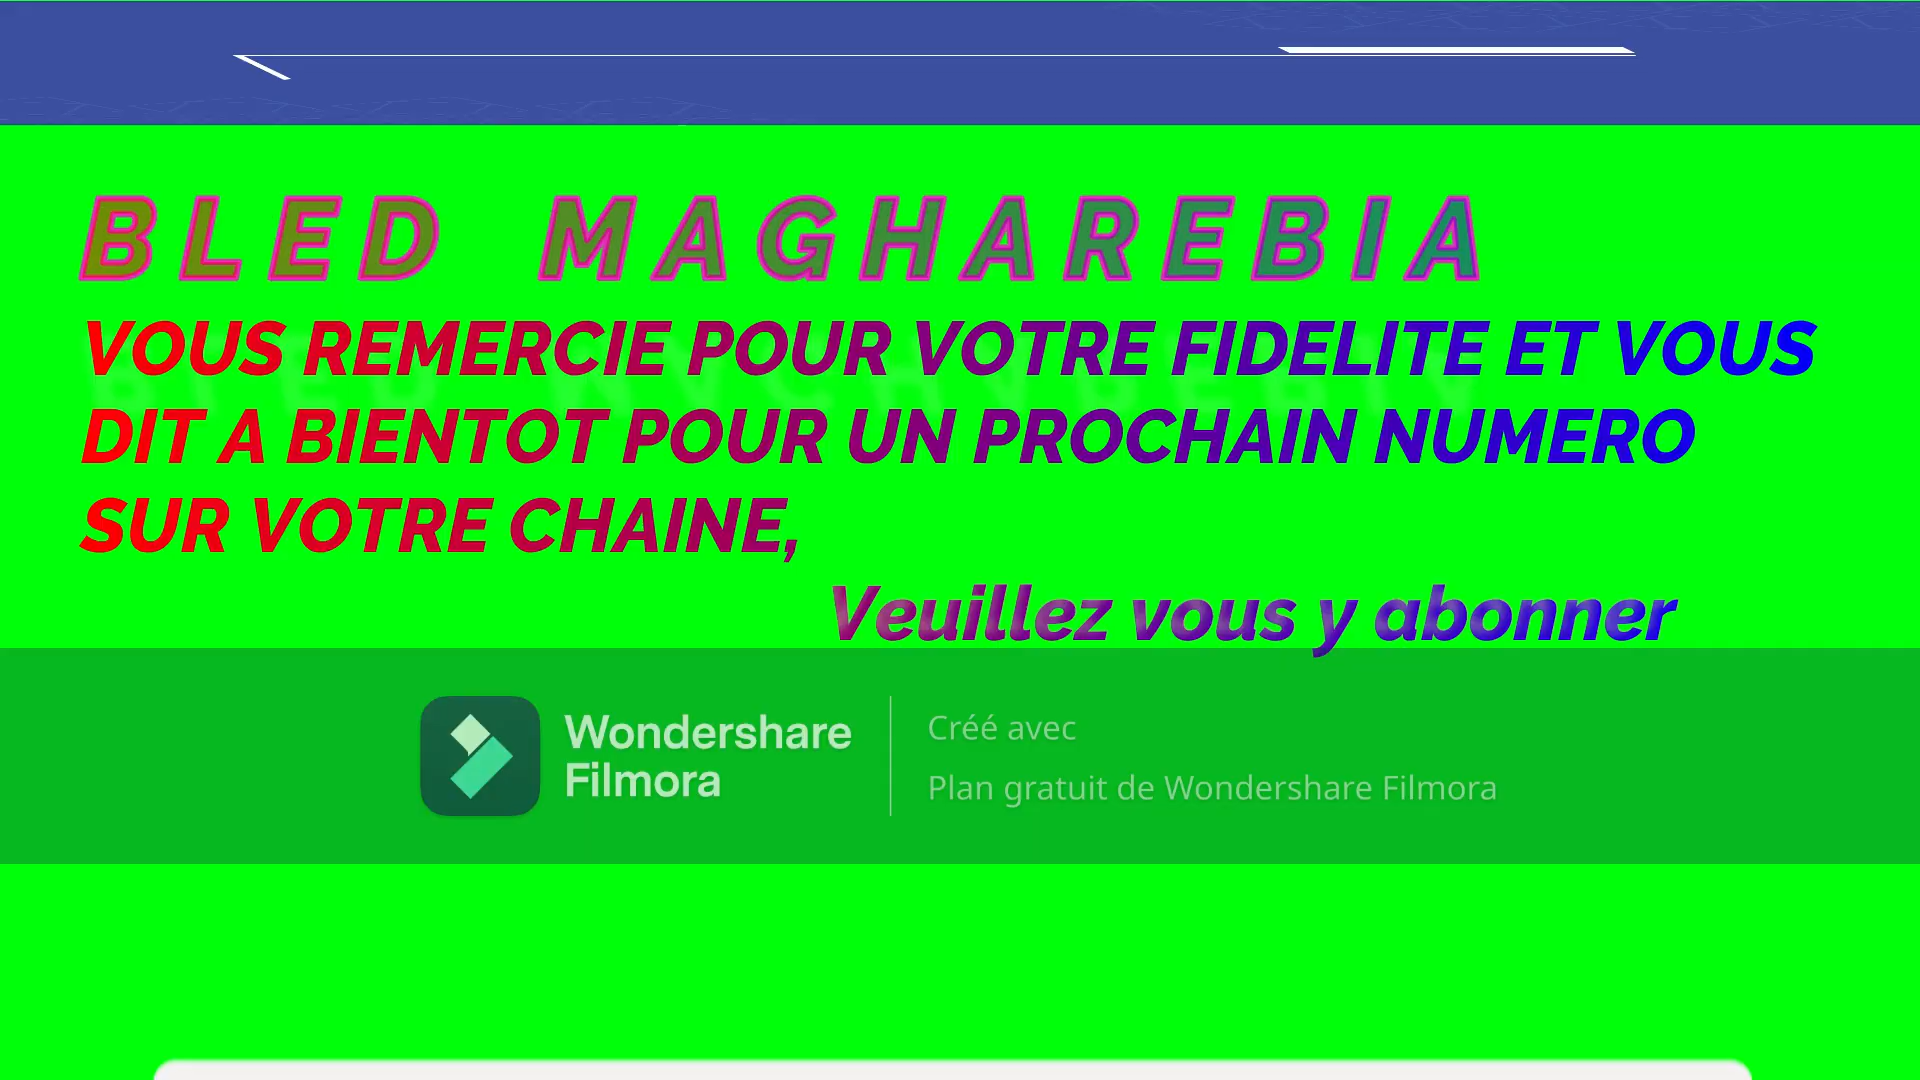 BLED MAGHAREBIA
VOUS REMERCIE POUR VOTRE FIDELITE ET VOUS
DIT A BIENTOT POUR UN PROCHAIN NUMERO
SUR VOTRE CHAINE,
Veuillez vous y abonner
Wondershare
Filmora
Créé avec
Plan gratuit de Wondershare Filmora